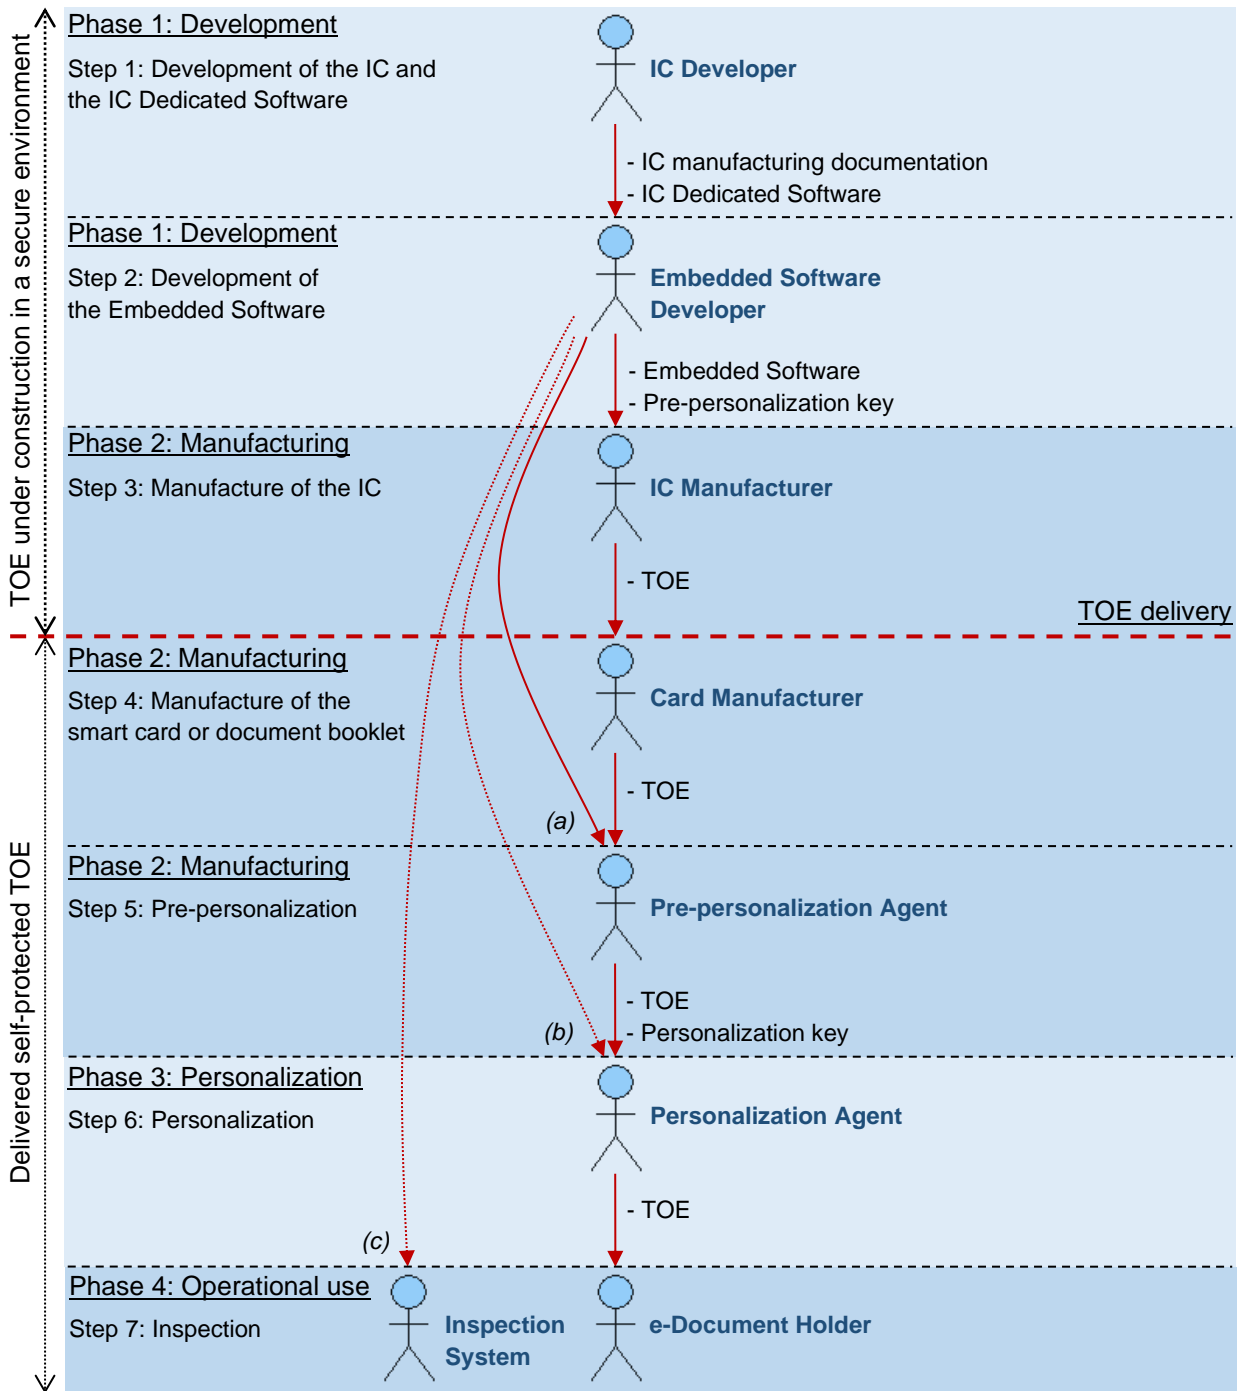 TOE under construction in a secure environment
Delivered self-protected TOE
Phase 1: Development
Step 1: Development of the IC and
the IC Dedicated Software
IC Developer
- IC manufacturing documentation
- IC Dedicated Software
Phase 1: Development
Step 2: Development of
the Embedded Software
Embedded Software
Developer
- Embedded Software
- Pre-personalization key
Phase 2: Manufacturing
Step 3: Manufacture of the IC
IC Manufacturer
- TOE
TOE delivery
Phase 2: Manufacturing
Step 4: Manufacture of the
smart card or document booklet
Card Manufacturer
- TOE
(a)
Phase 2: Manufacturing
Step 5: Pre-personalization
Pre-personalization Agent
- TOE
- Personalization key
(b)
Phase 3: Personalization
Step 6: Personalization
Personalization Agent
- TOE
(c)
Phase 4: Operational use
Step 7: Inspection
Inspection
System
e-Document Holder